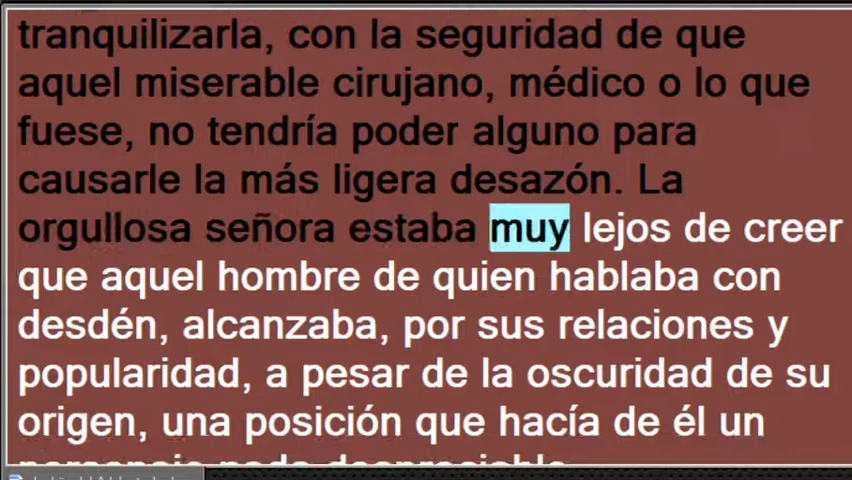 tranquilizarla, con la seguridad de que
aquel miserable cirujano, médico o lo que
fuese, no tendría poder alguno para
causarle la más ligera desazón. La
orgullosa señora estaba muy lejos de creer
que aquel hombre de quien hablaba con
desdén, alcanzaba, por sus relaciones y
popularidad, a pesar de la oscuridad de su
origen, una posición que hacía de él un